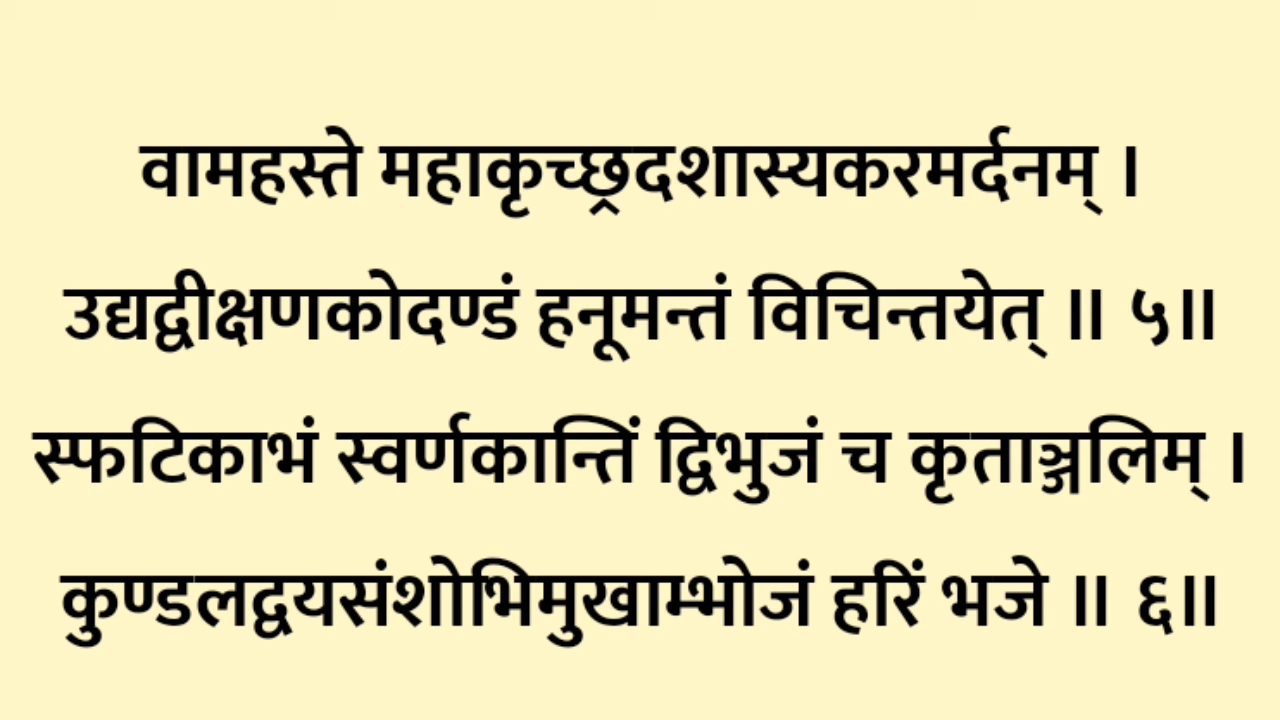 वामहस्ते महाकृच्छ्रदशास्यकरमर्दनम् ।
उद्यद्वीक्षणकोदण्डं हनूमन्तं विचिन्तयेत् ॥ ५॥
स्फटिकाभं स्वर्णकान्तिं द्विभुजं च कृताञ्जलिम् ।
कुण्डलद्वयसंशोभिमुखाम्भोजं हरिं भजे ॥ ६॥